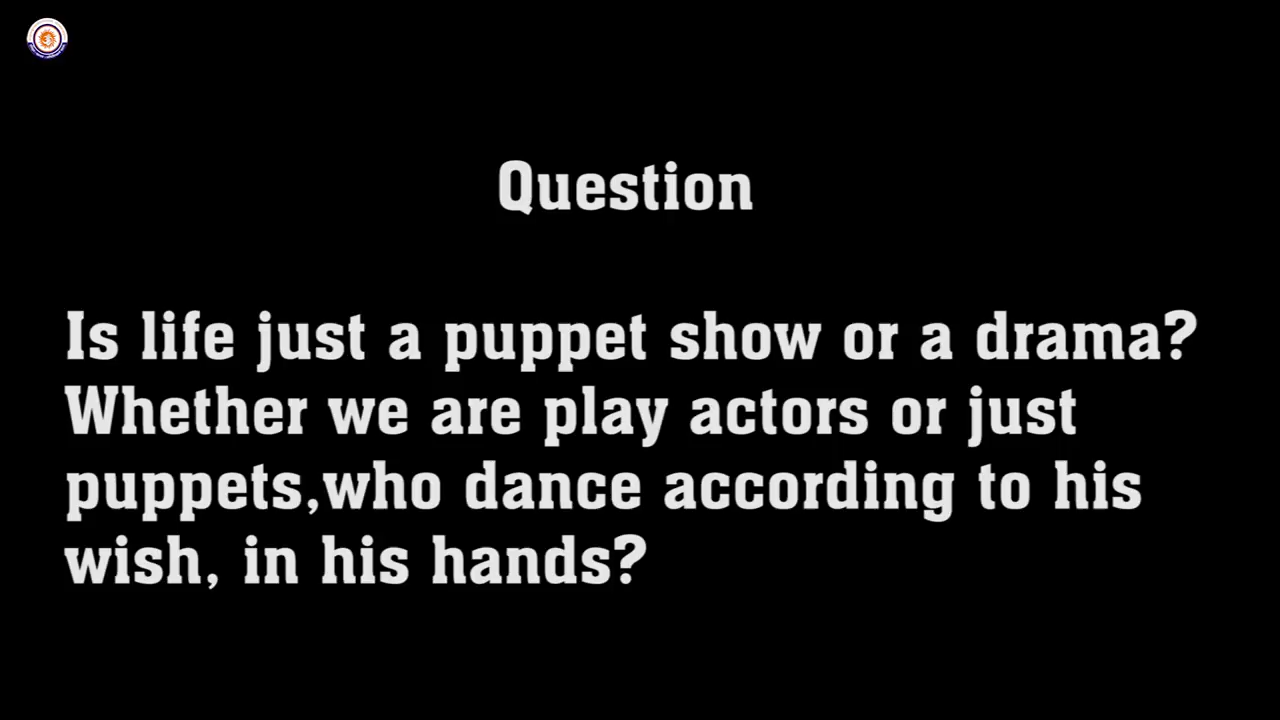 Question
Is life just a puppet show or a drama?
Whether we are play actors or just
puppets,who dance according to his
wish, in his hands?